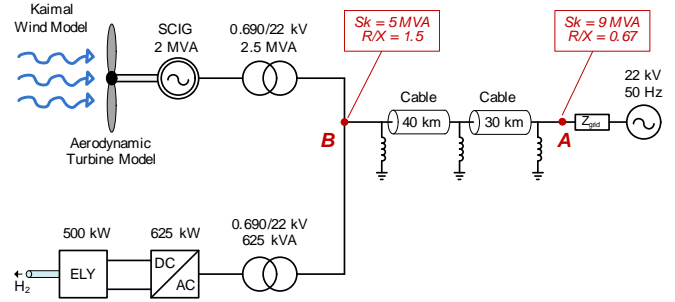 Kaimal
Wind Model
SCIG
2 MVA
0.690/22 kV
2.5 MVA
Sk = 5 MVA
R/X = 1.5
Sk = 9 MVA
R/X = 0.67
22 kV
50 Hz
Cable
40 km
Cable
30 km
Zgrid
B
A
Aerodynamic
Turbine Model
500 kW
625 kW
0.690/22 kV
625 kVA
H₂
ELY
DC
AC